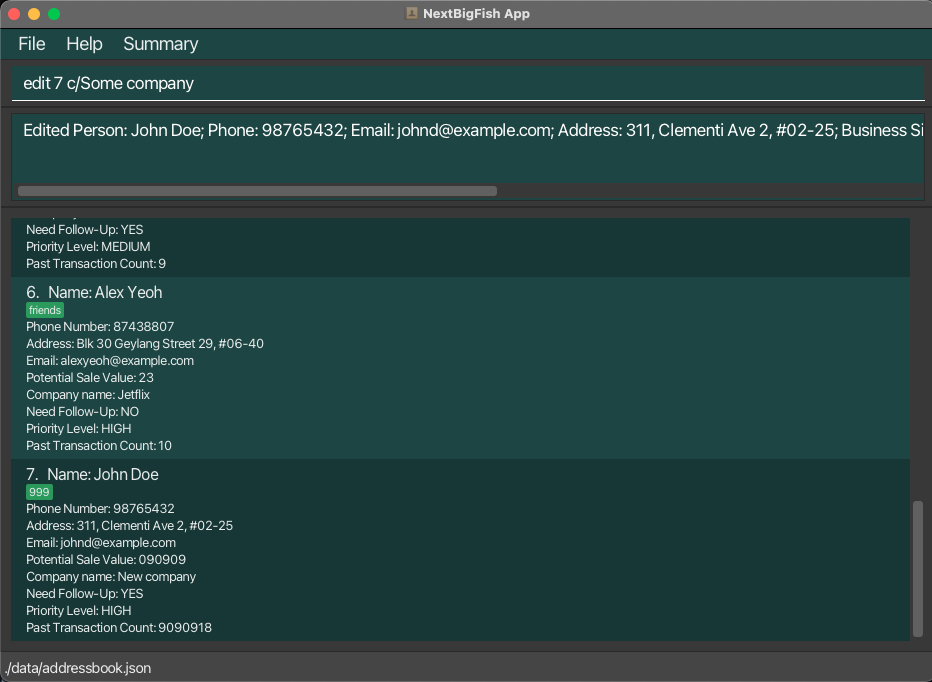 NextBigFish App
File Help Summary
edit 7 c/Some company
Edited Person: John Doe; Phone: 98765432; Email: johnd@example.com; Address: 311, Clementi Ave 2, #02-25; Business Si
Need Follow-Up: YES
Priority Level: MEDIUM
Past Transaction Count: 9
6. Name: Alex Yeoh
friends
Phone Number: 87438807
Address: Blk 30 Geylang Street 29, #06-40
Email: alexyeoh@example.com
Potential Sale Value: 23
Company name: Jetflix
Need Follow-Up: NO
Priority Level: HIGH
Past Transaction Count: 10
7. Name: John Doe
999
Phone Number: 98765432
Address: 311, Clementi Ave 2, #02-25
Email: johnd@example.com
Potential Sale Value: 090909
Company name: New company
Need Follow-Up: YES
Priority Level: HIGH
Past Transaction Count: 9090918
./data/addressbook.json